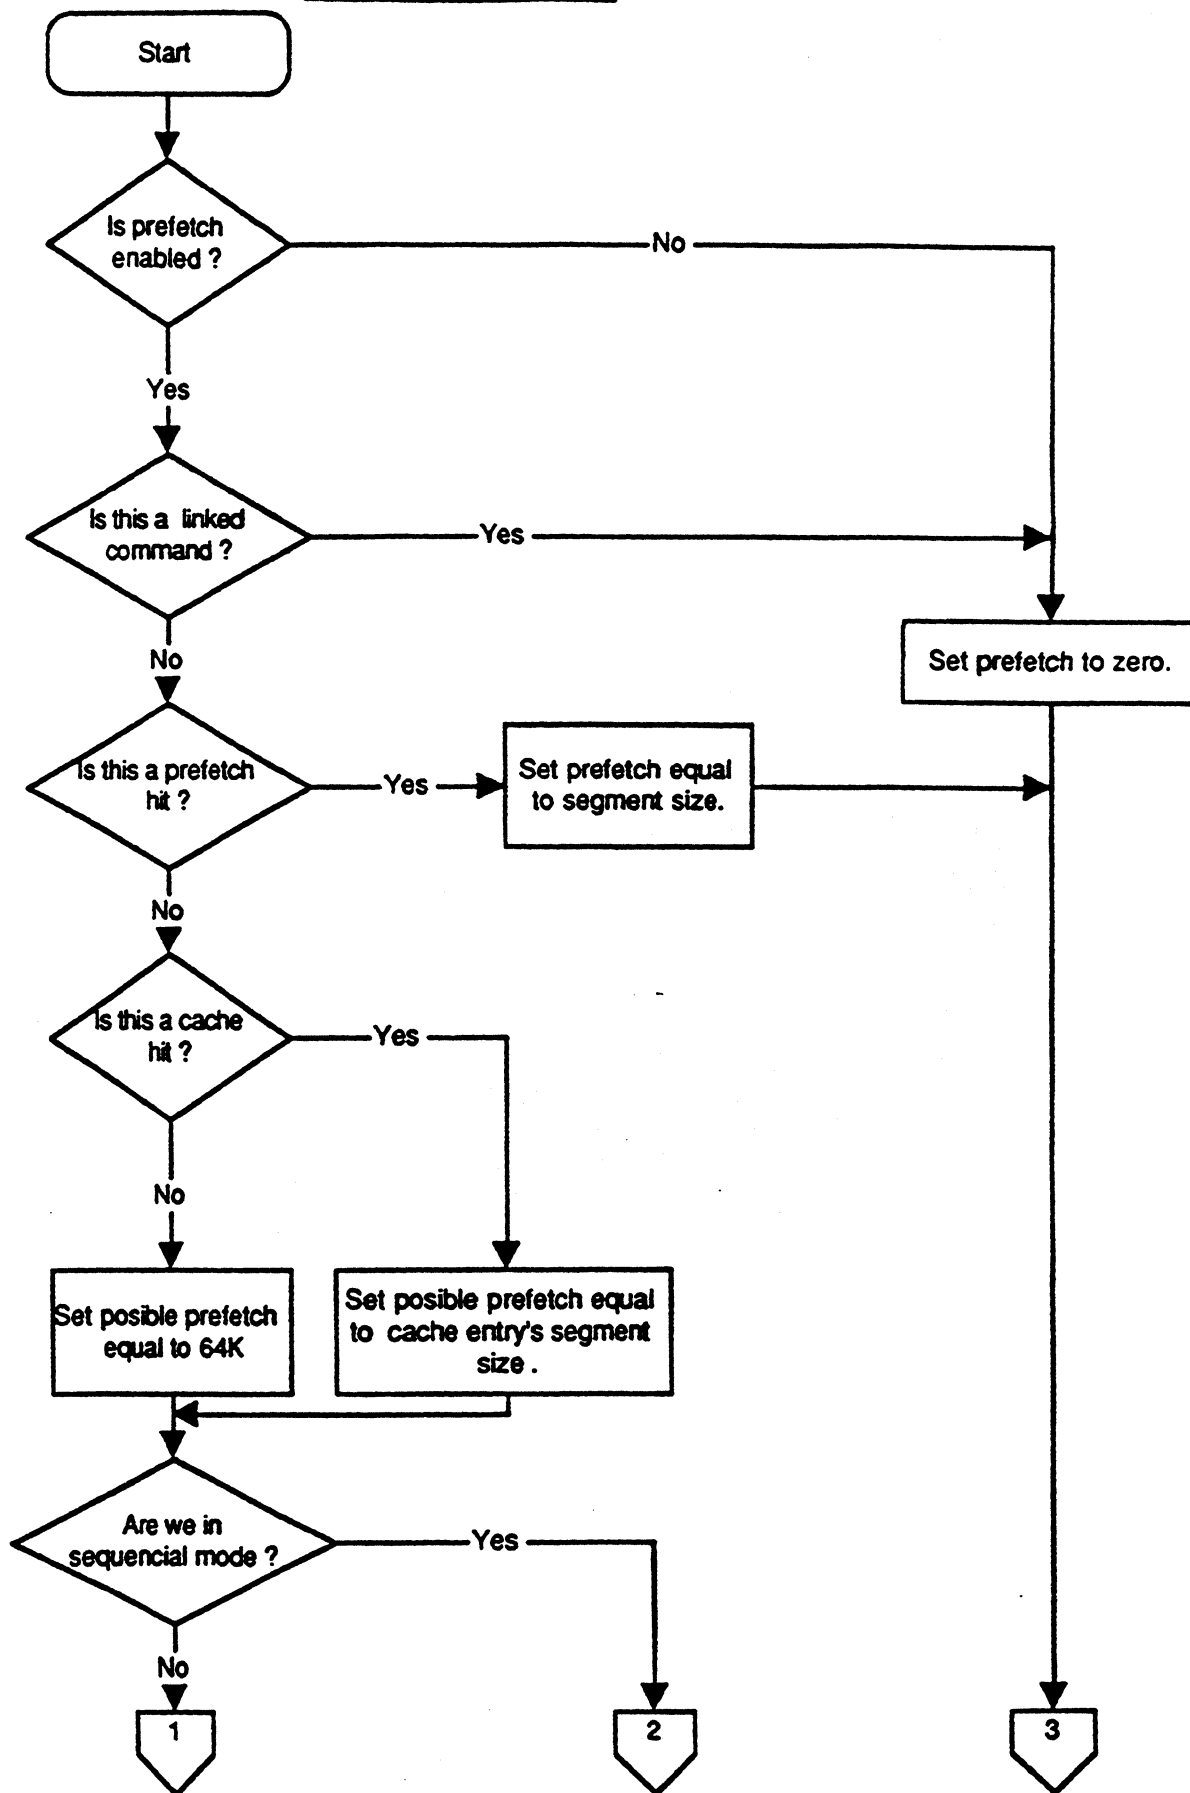 Start
Is prefetch
enabled ?
No
Yes
Is this a linked
command ?
Yes
No
Set prefetch to zero.
Is this a prefetch
hit ?
Yes
Set prefetch equal
to segment size.
No
Is this a cache
hit ?
Yes
No
Set posible prefetch
equal to 64K
Set posible prefetch equal
to cache entry's segment
size .
Are we in
sequencial mode ?
Yes
No
1
2
3